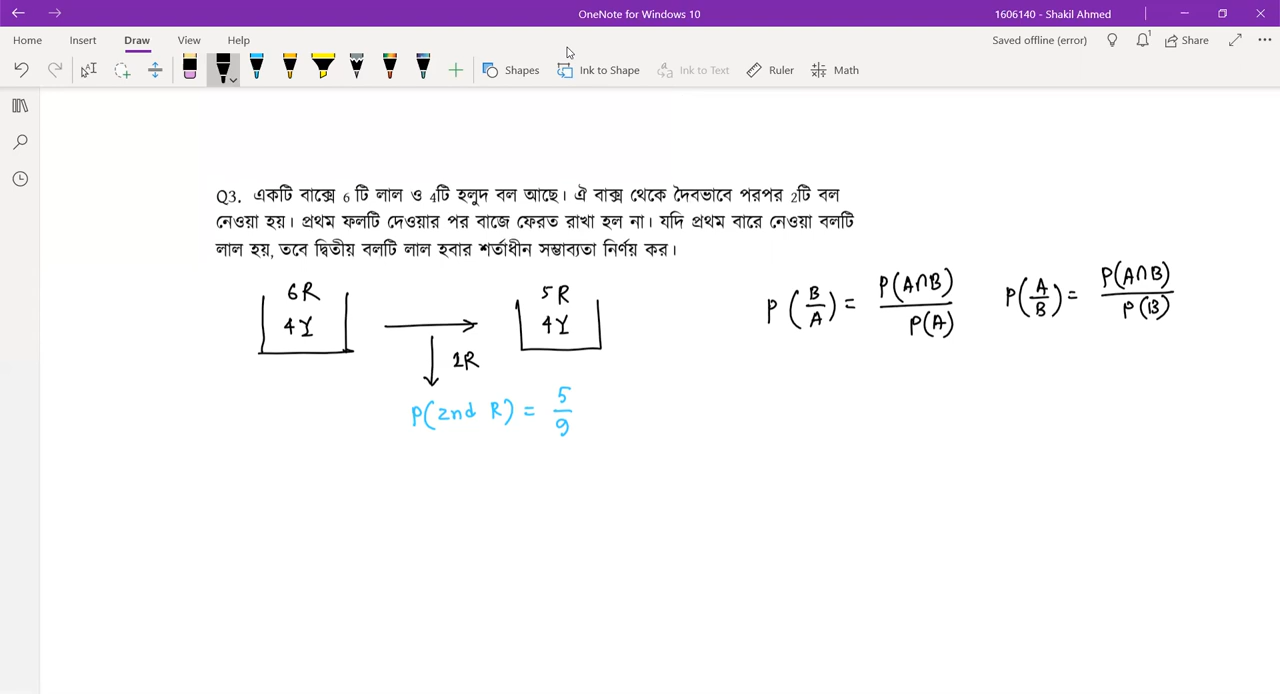 OneNote for Windows 10
1606140 - Shakil Ahmed
Home Insert Draw View Help
Saved offline (error) 1 Share
Shapes Ink to Shape Ink to Text Ruler Math
Q3. একটি বাক্সে 6 টি লাল ও 4টি হলুদ বল আছে। ঐ বাক্স থেকে দৈবভাবে পরপর 2টি বল
নেওয়া হয়। প্রথম ফলটি দেওয়ার পর বাজে ফেরত রাখা হল না। যদি প্রথম বারে নেওয়া বলটি
লাল হয়, তবে দ্বিতীয় বলটি লাল হবার শর্তাধীন সম্ভাব্যতা নির্ণয় কর।
6R
4Y
1R
5R
4Y
P(2nd R) = 5/9
P(B/A) = P(A∩B)/P(A)
P(A/B) = P(A∩B)/P(B)